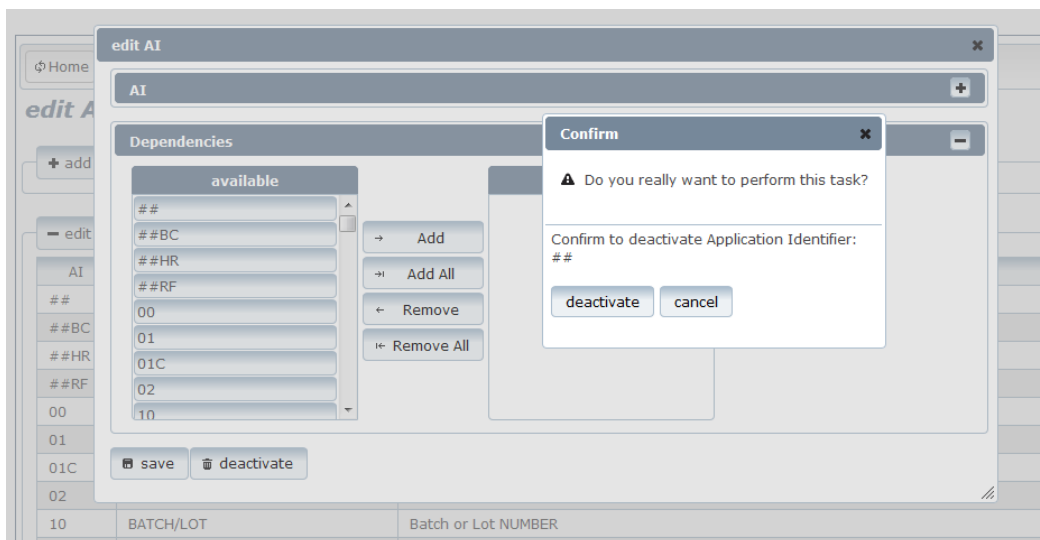 edit AI
Home
AI
edit A
Dependencies
Confirm
add
available
Do you really want to perform this task?
##
##BC
Add
Confirm to deactivate Application Identifier:
##
edit
##HR
AI
Add All
##RF
##
00
Remove
deactivate
cancel
##BC
01
Remove All
##HR
01C
##RF
02
00
10
01
save
deactivate
01C
02
10
BATCH/LOT
Batch or Lot NUMBER